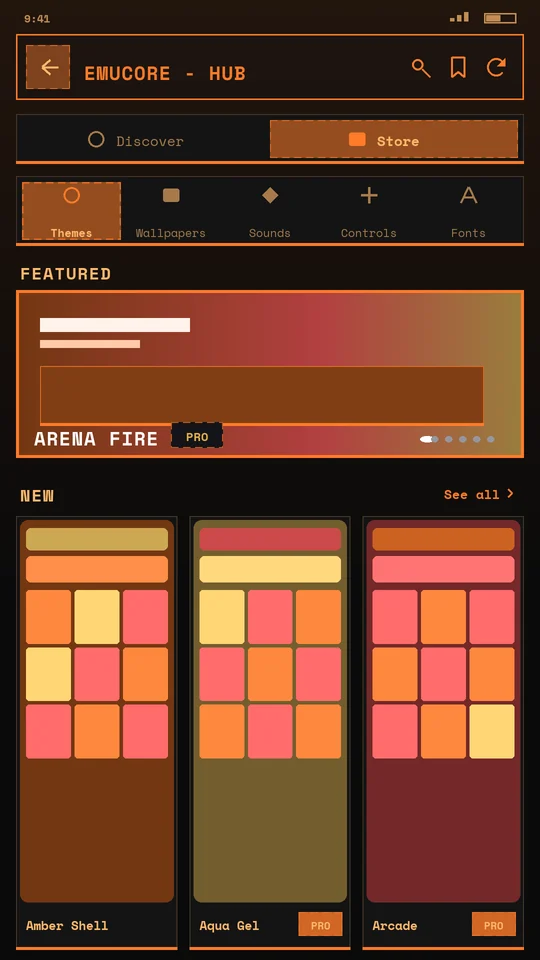 9:41
EMUCORE - HUB
Discover
Store
Themes
Wallpapers
Sounds
Controls
Fonts
FEATURED
ARENA FIRE
PRO
NEW
See all
Amber Shell
Aqua Gel
PRO
Arcade
PRO